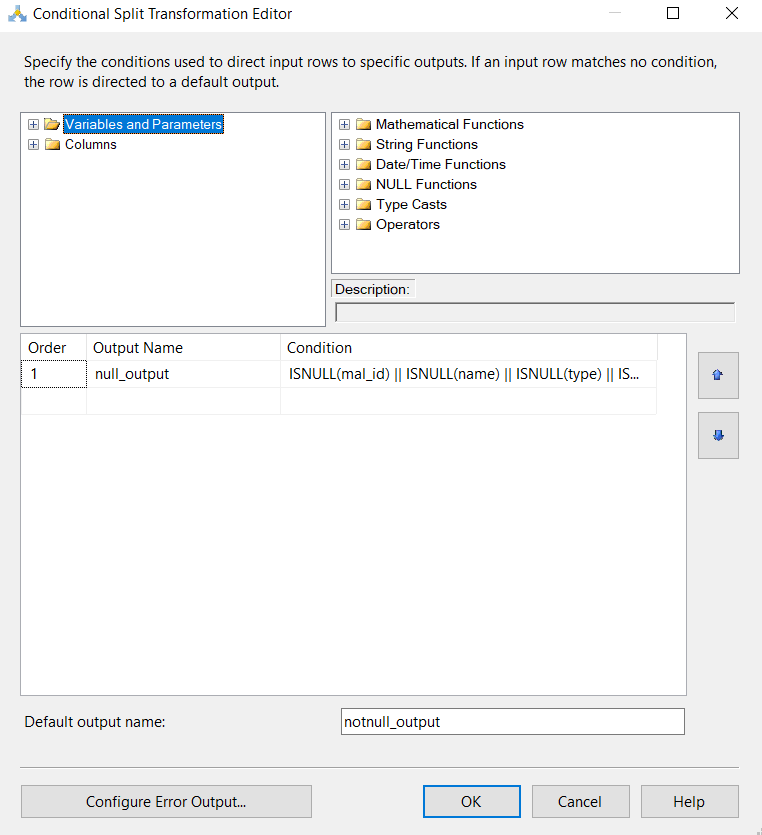 Conditional Split Transformation Editor
Specify the conditions used to direct input rows to specific outputs. If an input row matches no condition,
the row is directed to a default output.
Variables and Parameters
Columns
Mathematical Functions
String Functions
Date/Time Functions
NULL Functions
Type Casts
Operators
Description:
Order Output Name Condition
1 null_output ISNULL(mal_id) || ISNULL(name) || ISNULL(type) || IS...
Default output name: notnull_output
Configure Error Output... OK Cancel Help